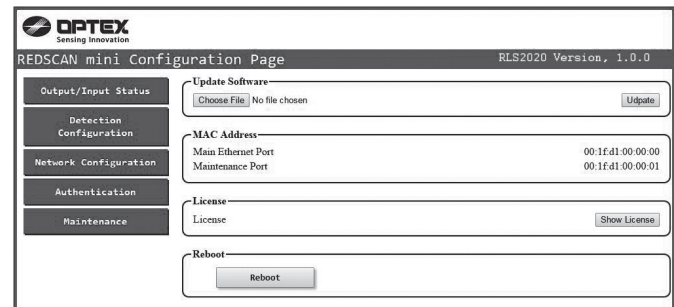 OPTEX
Sensing Innovation
REDSCAN mini Configuration Page RLS2020 Version, 1.0.0
Output/Input Status
Detection
Configuration
Network Configuration
Authentication
Maintenance
Update Software
Choose File No file chosen Udpate
MAC Address
Main Ethernet Port 00:1f:d1:00:00:00
Maintenance Port 00:1f:d1:00:00:01
License
License Show License
Reboot
Reboot